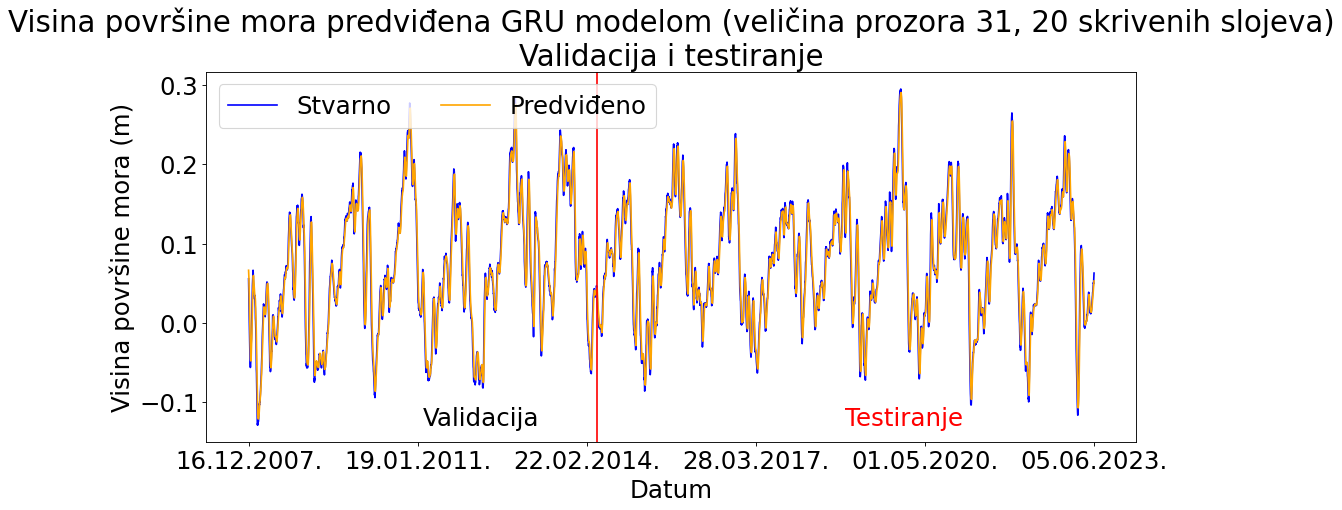 Visina površine mora predviđena GRU modelom (veličina prozora 31, 20 skrivenih slojeva)
Validacija i testiranje
Stvarno Predviđeno
Visina površine mora (m)
0.3
0.2
0.1
0.0
−0.1
Validacija
Testiranje
16.12.2007. 19.01.2011. 22.02.2014. 28.03.2017. 01.05.2020. 05.06.2023.
Datum